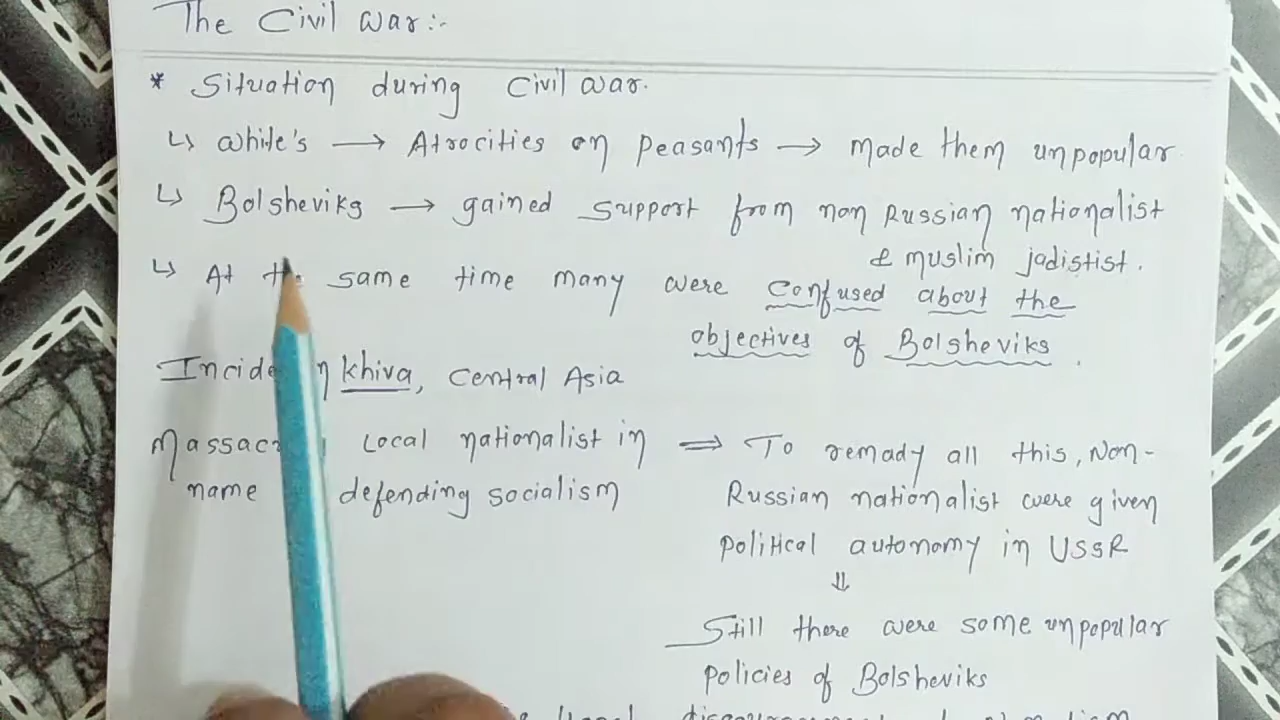 The Civil war:-
* Situation during Civil war.
↳ White's → Atrocities on peasants → made them unpopular.
↳ Bolsheviks → gained support from non Russian nationalist
& muslim jadistist.
↳ At the same time many were confused about the
objectives of Bolsheviks.
Khiva, Central Asia
Local nationalist in ⇒ To remady all this, Non-
name defending socialism Russian nationalist were given
political autonomy in USSR
⇓
Still there were some unpopular
policies of Bolsheviks